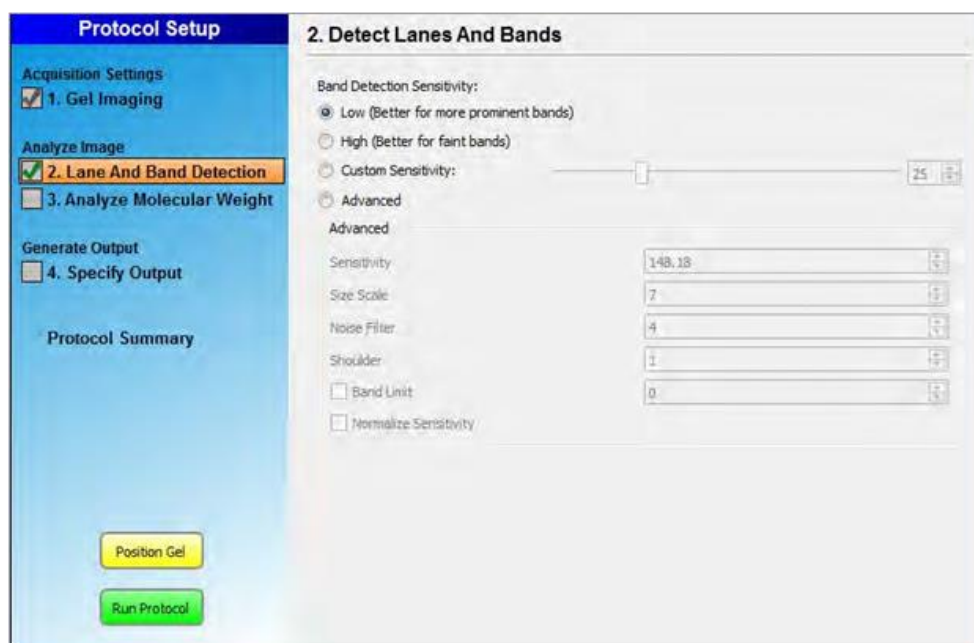 Protocol Setup
Acquisition Settings
1. Gel Imaging
Analyze Image
2. Lane And Band Detection
3. Analyze Molecular Weight
Generate Output
4. Specify Output
Protocol Summary
Position Gel
Run Protocol
2. Detect Lanes And Bands
Band Detection Sensitivity:
Low (Better for more prominent bands)
High (Better for faint bands)
Custom Sensitivity: 25
Advanced
Advanced
Sensitivity 148.18
Size Scale 7
Noise Filter 4
Shoulder 1
Band Limit 0
Normalize Sensitivity